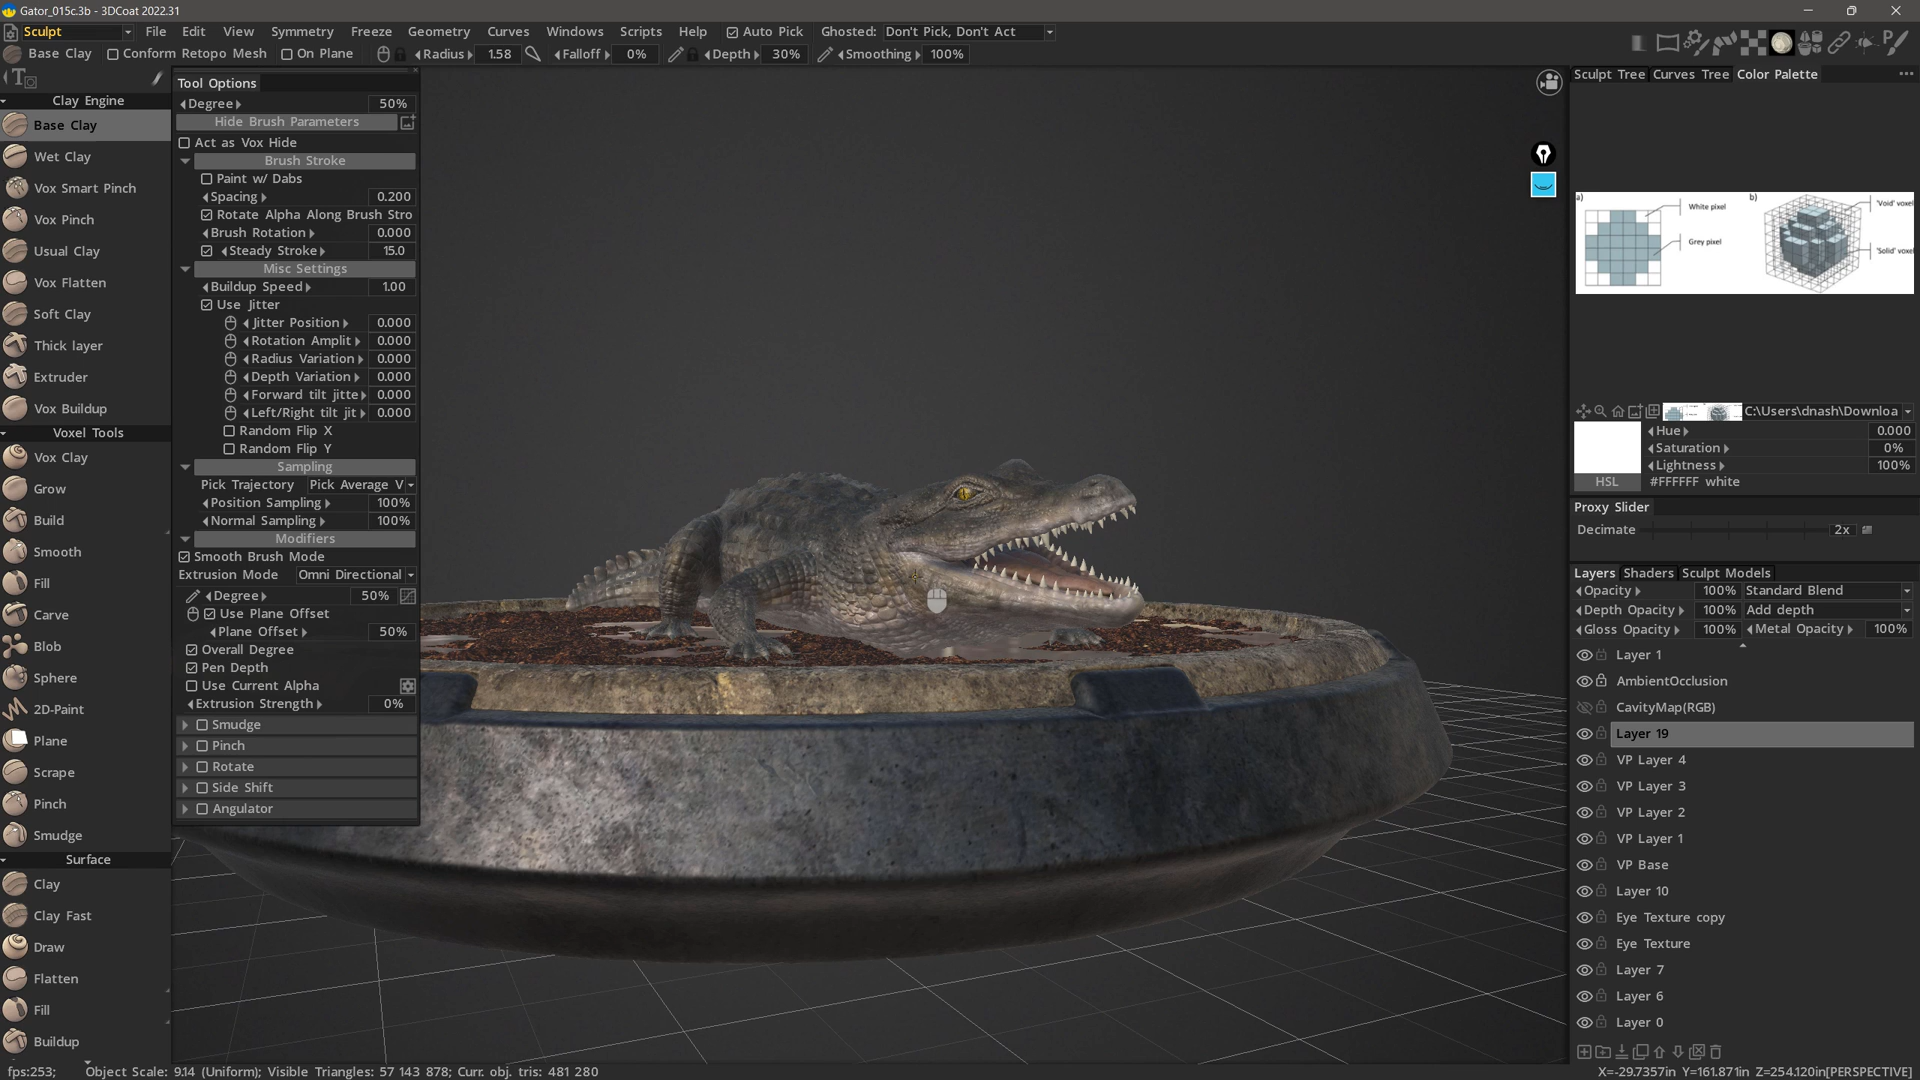 Gator_015c.3b - 3DCoat 2022.31
Sculpt File Edit View Symmetry Freeze Geometry Curves Windows Scripts Help Auto Pick Ghosted: Don't Pick, Don't Act
Base Clay Conform Retopo Mesh On Plane Radius 1.58 Falloff 0% Depth 30% Smoothing 100%
Clay Engine
Base Clay
Wet Clay
Vox Smart Pinch
Vox Pinch
Usual Clay
Vox Flatten
Soft Clay
Thick layer
Extruder
Vox Buildup
Voxel Tools
Vox Clay
Grow
Build
Smooth
Fill
Carve
Blob
Sphere
2D-Paint
Plane
Scrape
Pinch
Smudge
Surface
Clay
Clay Fast
Draw
Flatten
Fill
Buildup
Tool Options
Degree 50%
Hide Brush Parameters
Act as Vox Hide
Brush Stroke
Paint w/ Dabs
Spacing 0.200
Rotate Alpha Along Brush Stro
Brush Rotation 0.000
Steady Stroke 15.0
Misc Settings
Buildup Speed 1.00
Use Jitter
Jitter Position 0.000
Rotation Amplit 0.000
Radius Variation 0.000
Depth Variation 0.000
Forward tilt jitte 0.000
Left/Right tilt jit 0.000
Random Flip X
Random Flip Y
Sampling
Pick Trajectory Pick Average V
Position Sampling 100%
Normal Sampling 100%
Modifiers
Smooth Brush Mode
Extrusion Mode Omni Directional
Degree 50%
Use Plane Offset
Plane Offset 50%
Overall Degree
Pen Depth
Use Current Alpha
Extrusion Strength 0%
Smudge
Pinch
Rotate
Side Shift
Angulator
Sculpt Tree Curves Tree Color Palette
a) White pixel b) 'Void' voxel
Grey pixel 'Solid' voxel
C:\Users\dnash\Downloa
Hue 0.000
Saturation 0%
Lightness 100%
HSL #FFFFFF white
Proxy Slider
Decimate 2x
Layers Shaders Sculpt Models
Opacity 100% Standard Blend
Depth Opacity 100% Add depth
Gloss Opacity 100% Metal Opacity 100%
Layer 1
AmbientOcclusion
CavityMap(RGB)
Layer 19
VP Layer 4
VP Layer 3
VP Layer 2
VP Layer 1
VP Base
Layer 10
Eye Texture copy
Eye Texture
Layer 7
Layer 6
Layer 0
fps:253; Object Scale: 9.14 (Uniform); Visible Triangles: 57 143 878; Curr. obj. tris: 481 280
X=-29.7357in Y=161.871in Z=254.120in[PERSPECTIVE]